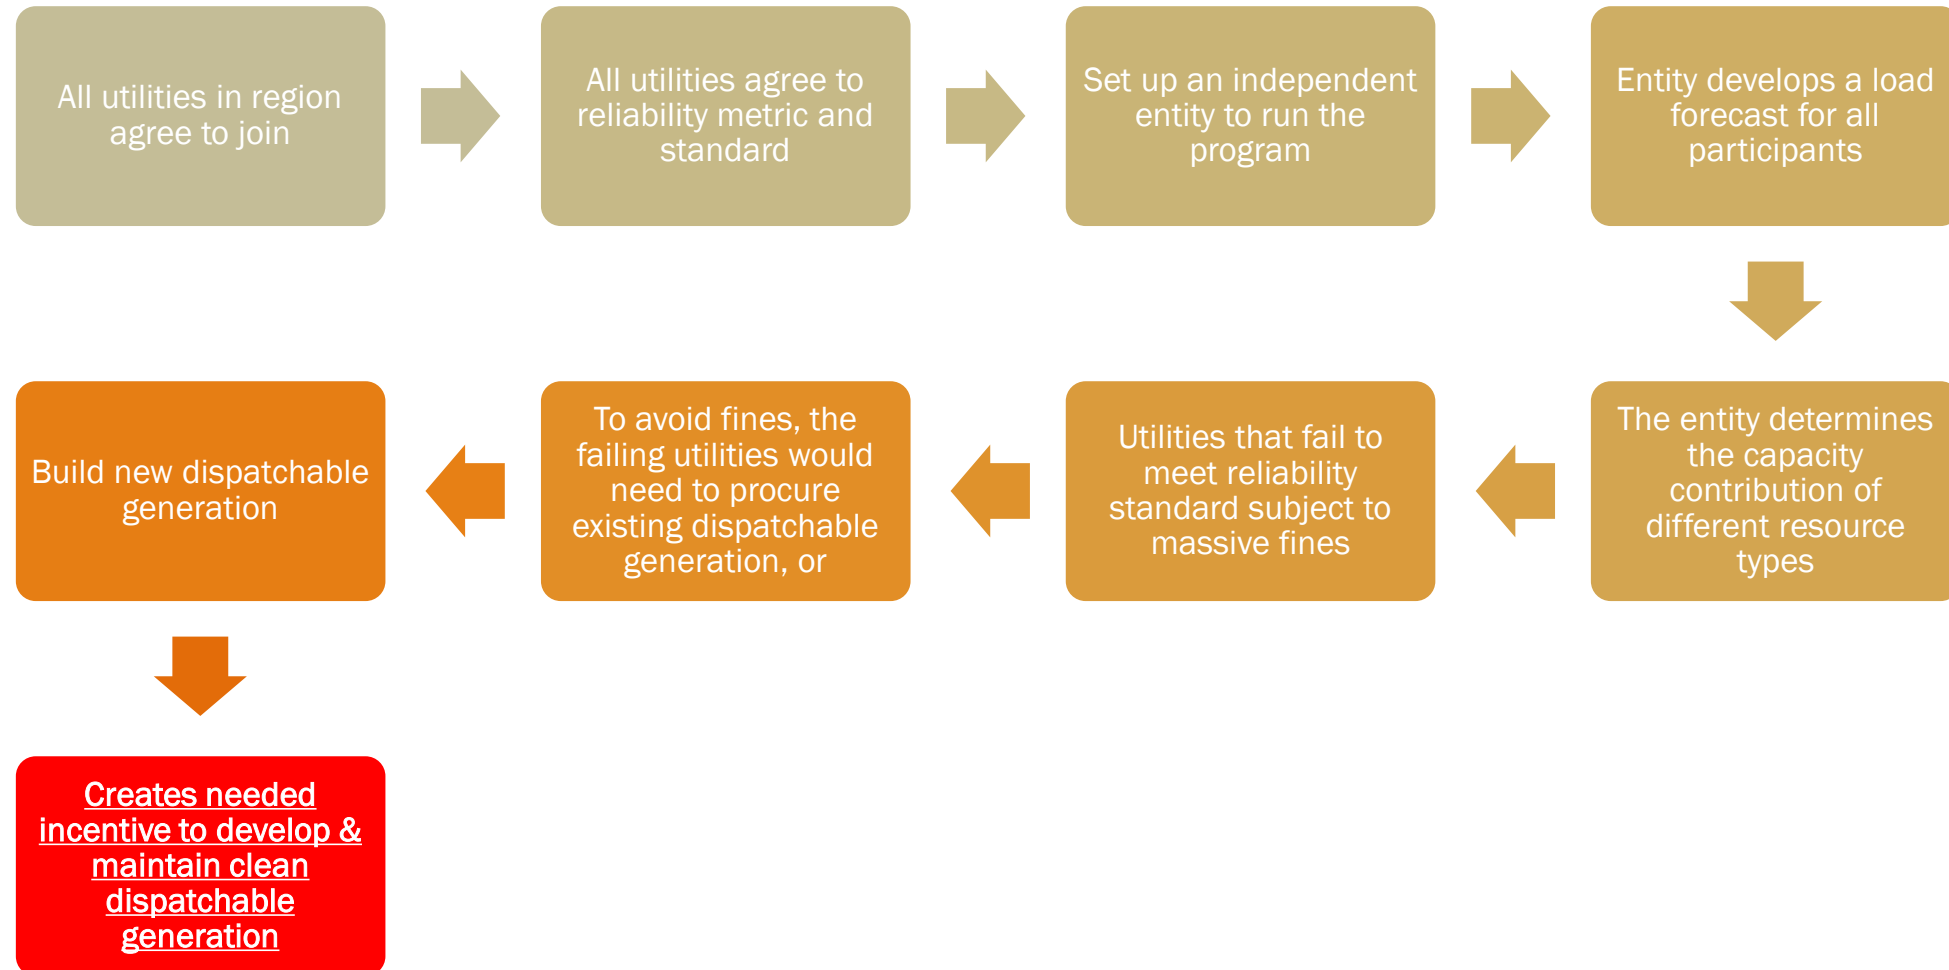 All utilities in region
agree to join
All utilities agree to
reliability metric and
standard
Set up an independent
entity to run the
program
Entity develops a load
forecast for all
participants
The entity determines
the capacity
contribution of
different resource
types
Utilities that fail to
meet reliability
standard subject to
massive fines
To avoid fines, the
failing utilities would
need to procure
existing dispatchable
generation, or
Build new dispatchable
generation
Creates needed
incentive to develop &
maintain clean
dispatchable
generation